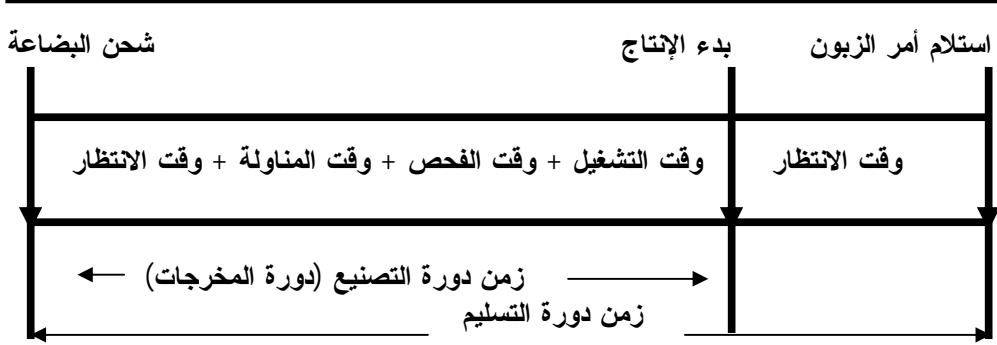 استلام أمر الزبون بدء الإنتاج شحن البضاعة
وقت الانتظار وقت التشغيل + وقت الفحص + وقت المناولة + وقت الانتظار
زمن دورة التصنيع (دورة المخرجات)
زمن دورة التسليم